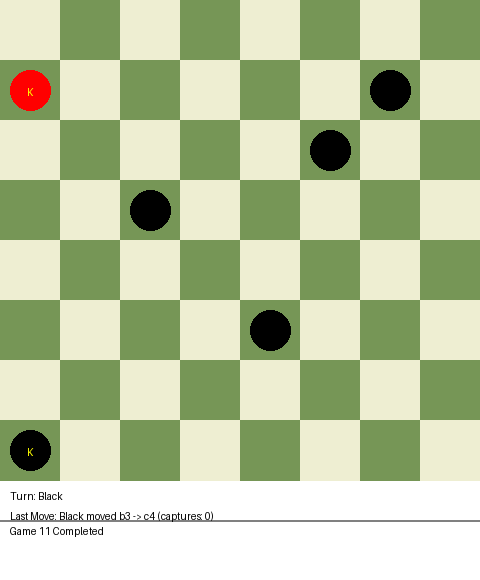 K
K
Turn: Black
Last Move: Black moved b3 -> c4 (captures: 0)
Game 11 Completed